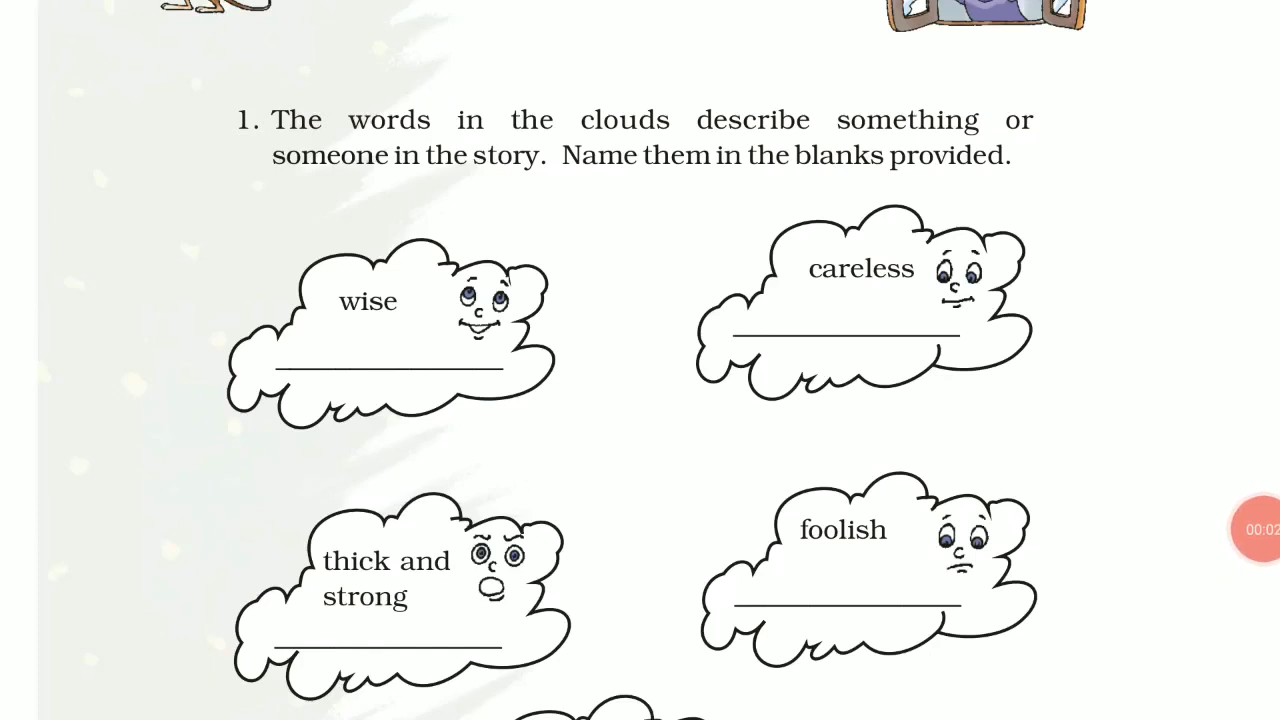 1. The words in the clouds describe something or
someone in the story. Name them in the blanks provided.
wise
careless
thick and
strong
foolish
00:02